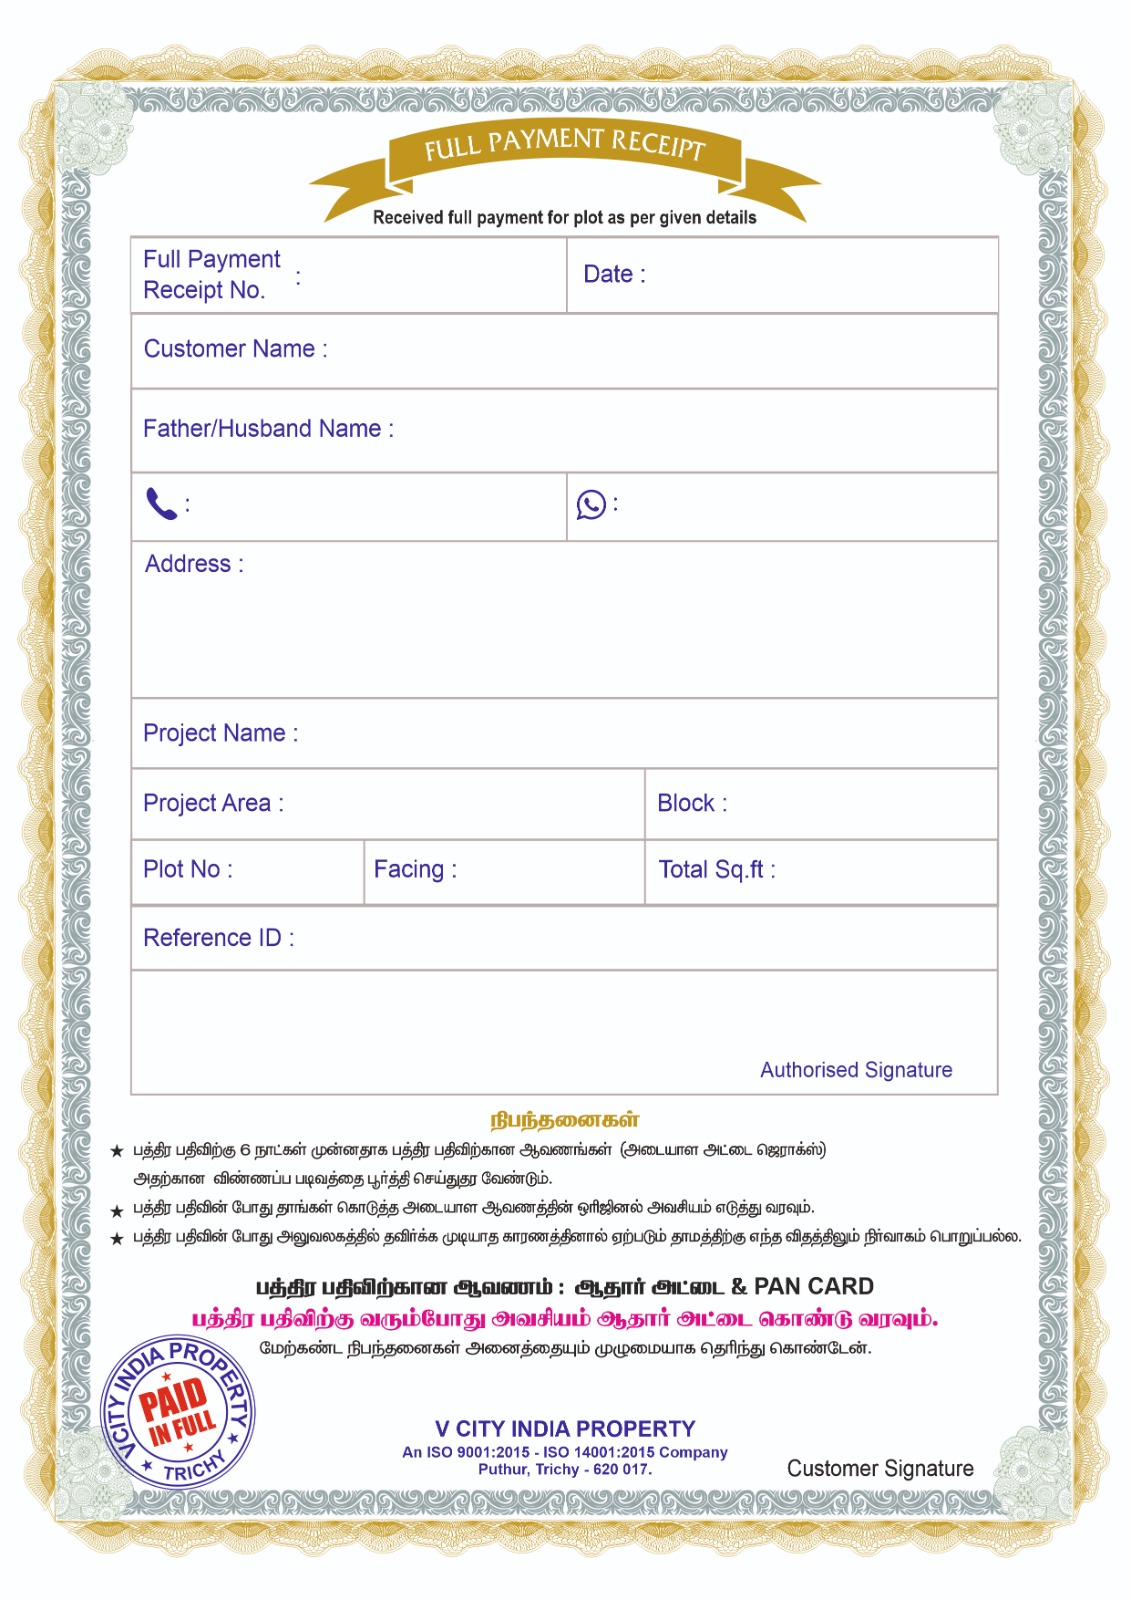 FULL PAYMENT RECEIPT
Received full payment for plot as per given details
Full Payment
Receipt No. :
Date :
Customer Name :
Father/Husband Name :
:
:
Address :
Project Name :
Project Area :
Block :
Plot No :
Facing :
Total Sq.ft :
Reference ID :
Authorised Signature
நிபந்தனைகள்
★ பத்திர பதிவிற்கு 6 நாட்கள் முன்னதாக பத்திர பதிவிற்கான ஆவணங்கள் (அடையாள அட்டை ஜெராக்ஸ்)
அதற்கான விண்ணப்ப படிவத்தை பூர்த்தி செய்துதர வேண்டும்.
★ பத்திர பதிவின் போது தாங்கள் கொடுத்த அடையாள ஆவணத்தின் ஒரிஜினல் அவசியம் எடுத்து வரவும்.
★ பத்திர பதிவின் போது அலுவலகத்தில் தவிர்க்க முடியாத காரணத்தினால் ஏற்படும் தாமத்திற்கு எந்த விதத்திலும் நிர்வாகம் பொறுப்பல்ல.
பத்திர பதிவிற்கான ஆவணம் : ஆதார் அட்டை & PAN CARD
பத்திர பதிவிற்கு வரும்போது அவசியம் ஆதார் அட்டை கொண்டு வரவும்.
மேற்கண்ட நிபந்தனைகள் அனைத்தையும் முழுமையாக தெரிந்து கொண்டேன்.
VCITY INDIA PROPERTY
PAID
IN FULL
★ TRICHY ★
V CITY INDIA PROPERTY
An ISO 9001:2015 - ISO 14001:2015 Company
Puthur, Trichy - 620 017.
Customer Signature